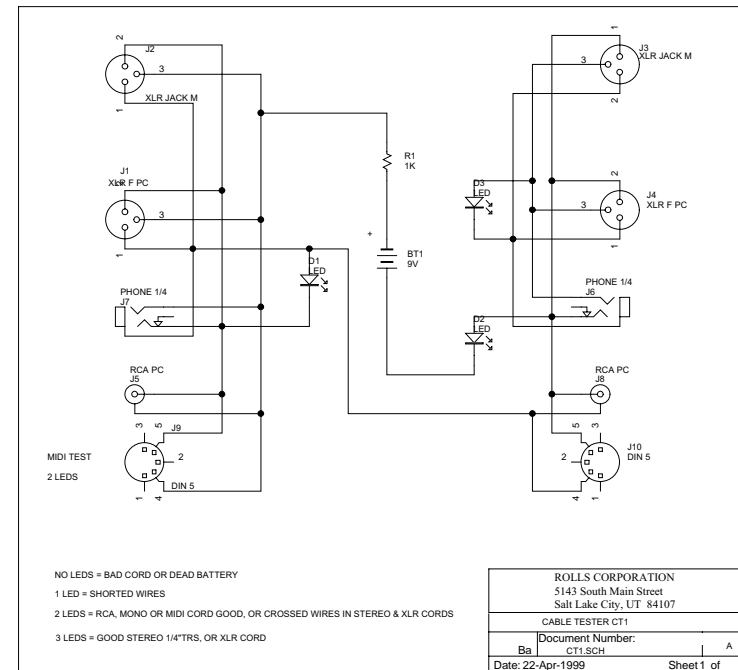 2
J2
3
XLR JACK M
1
J1
XLR F PC
3
1
PHONE 1/4
J7
RCA PC
J5
3 5
J9
MIDI TEST
2
2 LEDS
DIN 5
1 4
D1
LED
R1
1K
+
BT1
9V
D3
LED
D2
LED
1
J3
XLR JACK M
3
2
2
J4
XLR F PC
3
1
PHONE 1/4
J6
RCA PC
J8
5 3
J10
DIN 5
2
4 1
NO LEDS = BAD CORD OR DEAD BATTERY
1 LED = SHORTED WIRES
2 LEDS = RCA, MONO OR MIDI CORD GOOD, OR CROSSED WIRES IN STEREO & XLR CORDS
3 LEDS = GOOD STEREO 1/4"TRS, OR XLR CORD
ROLLS CORPORATION
5143 South Main Street
Salt Lake City, UT 84107
CABLE TESTER CT1
Document Number:
Ba CT1.SCH A
Date: 22-Apr-1999 Sheet1 of